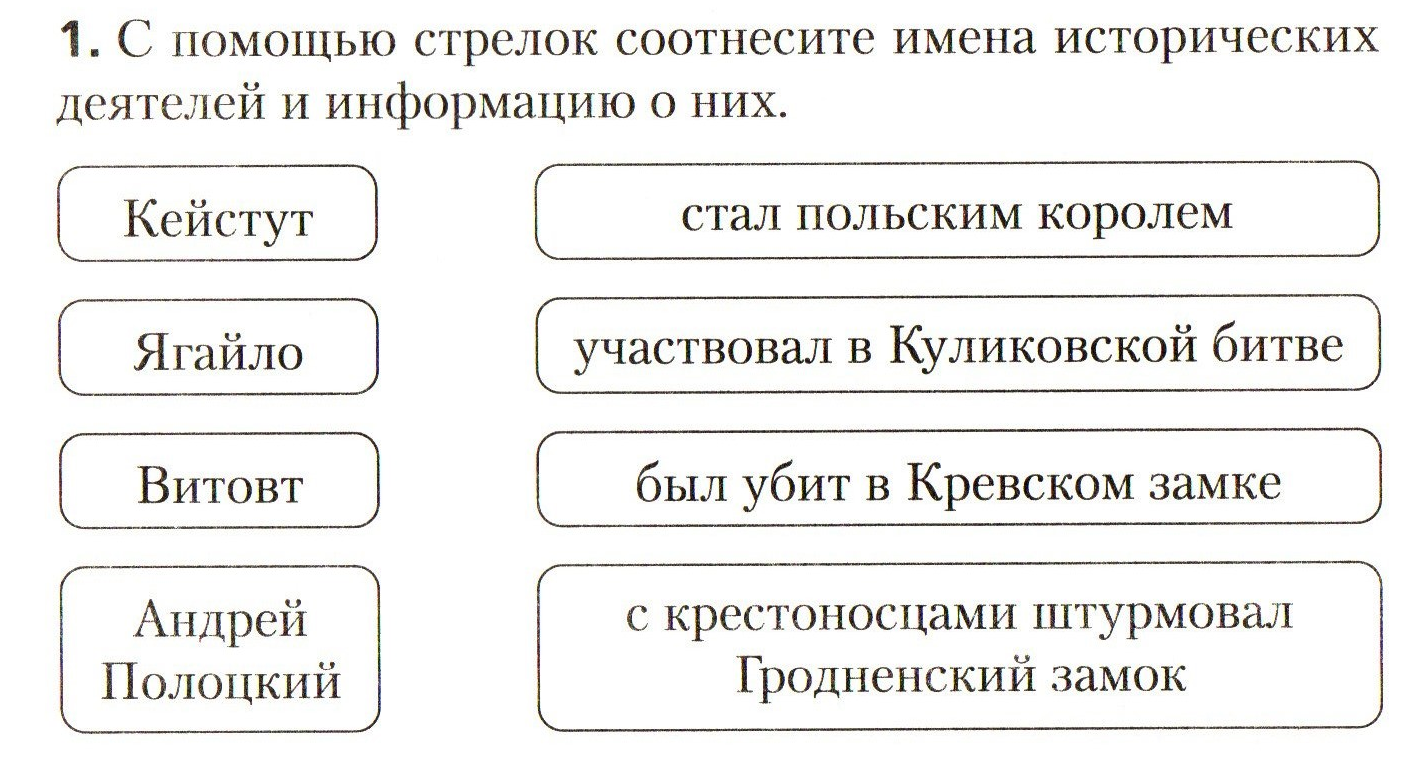 1. С помощью стрелок соотнесите имена исторических
деятелей и информацию о них.
Кейстут
стал польским королем
Ягайло
участвовал в Куликовской битве
Витовт
был убит в Кревском замке
Андрей
Полоцкий
с крестоносцами штурмовал
Гродненский замок